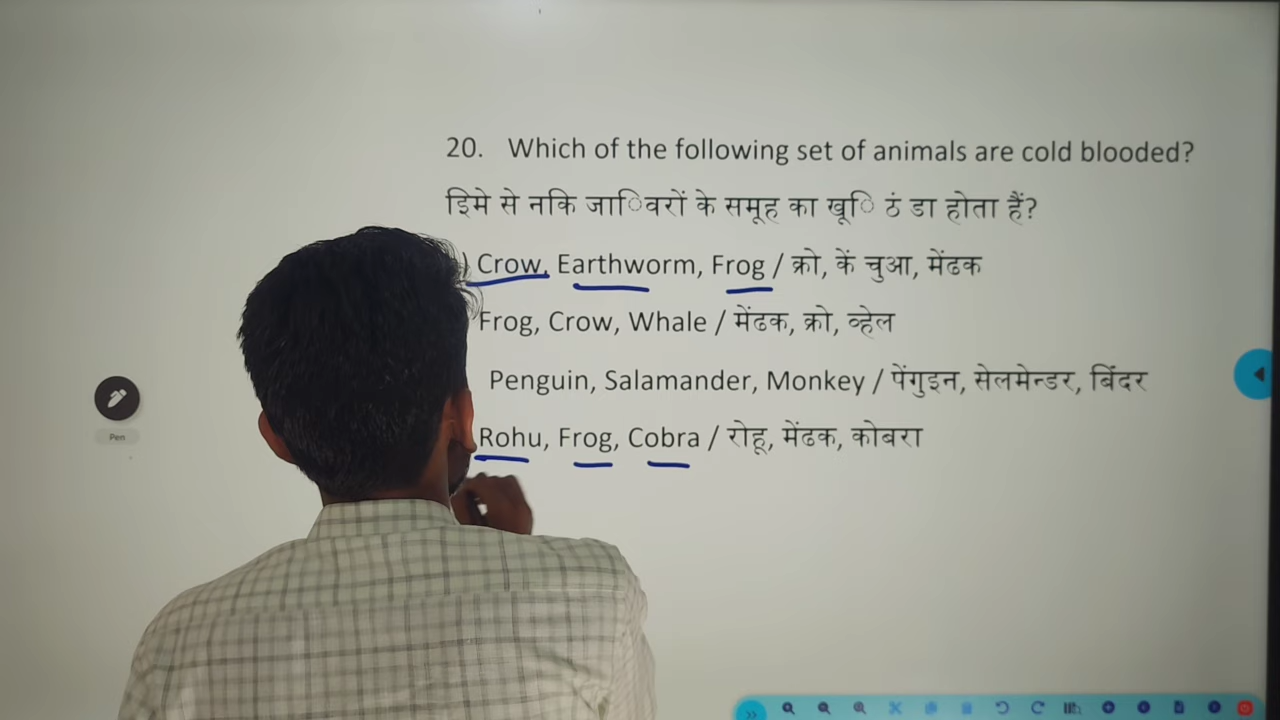 20. Which of the following set of animals are cold blooded?
इिमे से नकि जािवरों के समूह का खूि ठं डा होता हैं?
) Crow, Earthworm, Frog / क्रो, कें चुआ, मेंढक
Frog, Crow, Whale / मेंढक, क्रो, व्हेल
Penguin, Salamander, Monkey / पेंगुइन, सेलमेन्डर, बिंदर
Rohu, Frog, Cobra / रोहू, मेंढक, कोबरा
Pen